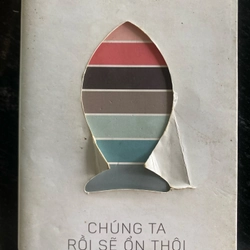 CHÚNG TA
RỒI SẼ ỔN THÔI